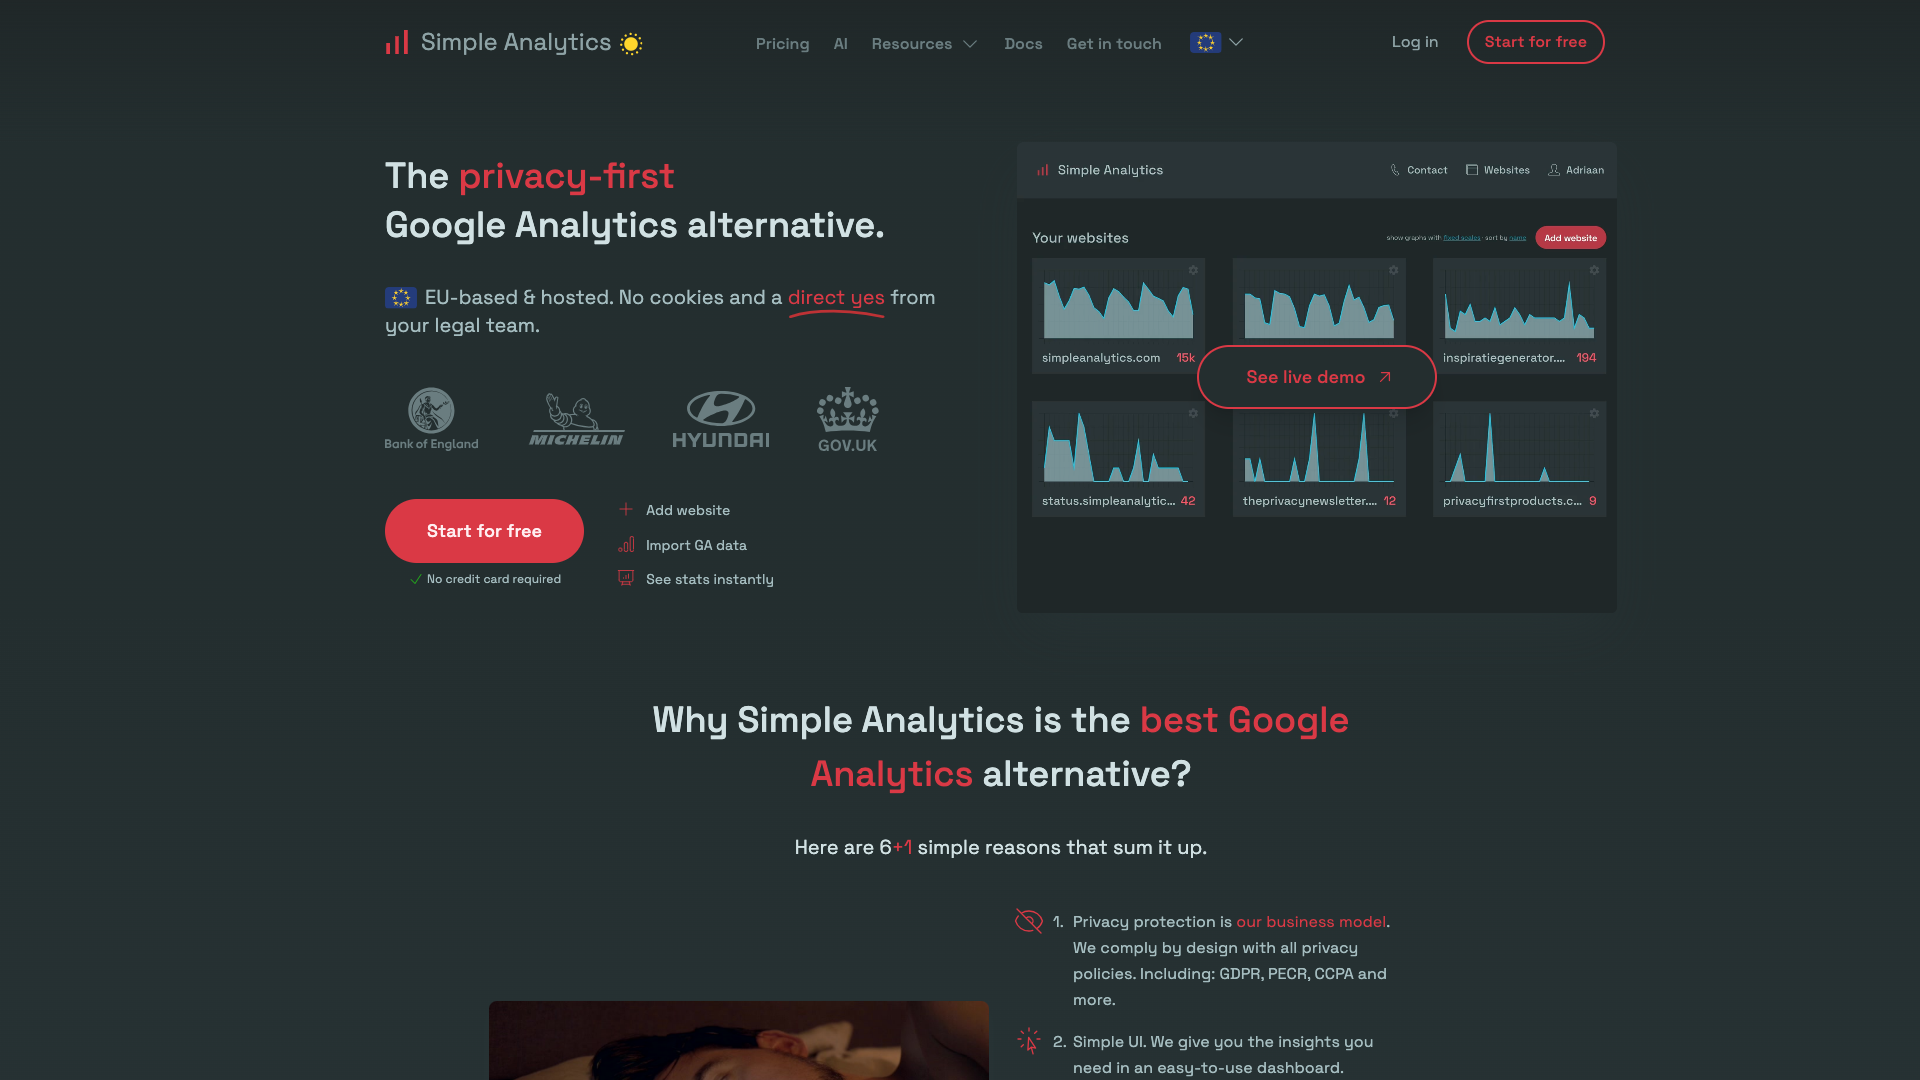 Simple Analytics
Pricing
AI
Resources
Docs
Get in touch
Log in
Start for free
The privacy-first
Google Analytics alternative.
EU-based & hosted. No cookies and a direct yes from
your legal team.
Bank of England
MICHELIN
HYUNDAI
GOV.UK
Start for free
No credit card required
Add website
Import GA data
See stats instantly
Simple Analytics
Contact
Websites
Adriaan
Your websites
show graphs with fixed scales · sort by name
Add website
simpleanalytics.com 15k
inspiratiegenerator.... 194
See live demo
status.simpleanalytic... 42
theprivacynewsletter.... 12
privacyfirstproducts.c... 9
Why Simple Analytics is the best Google
Analytics alternative?
Here are 6+1 simple reasons that sum it up.
1. Privacy protection is our business model.
We comply by design with all privacy
policies. Including: GDPR, PECR, CCPA and
more.
2. Simple UI. We give you the insights you
need in an easy-to-use dashboard.